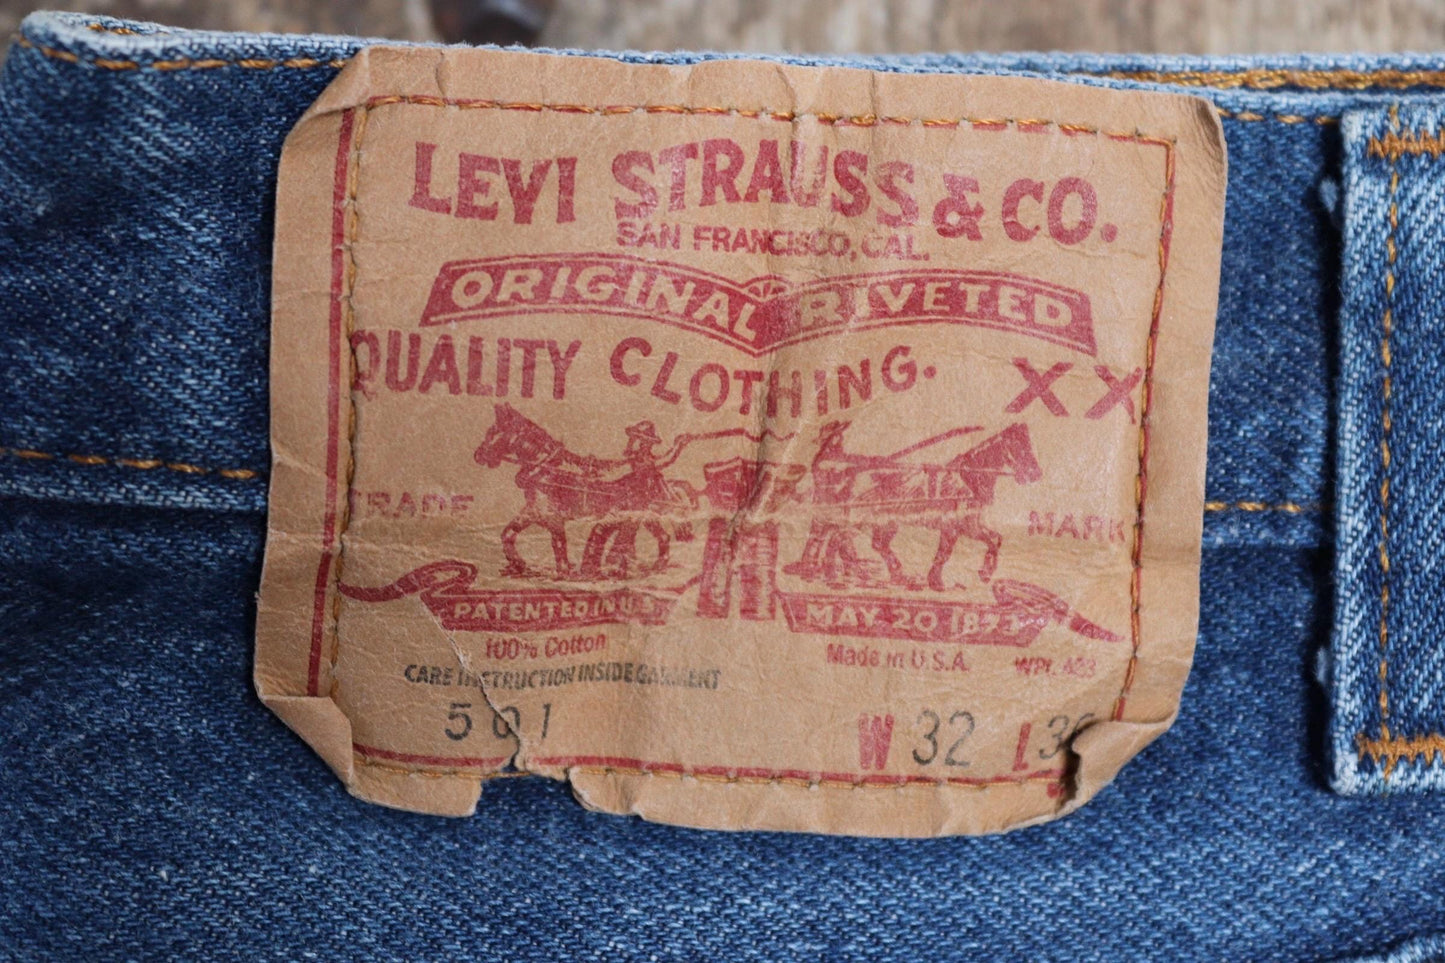 LEVI STRAUSS & CO.
SAN FRANCISCO, CAL.
ORIGINAL RIVETED
QUALITY CLOTHING. XX
TRADE MARK
PATENTED IN U.S. MAY 20 1873
100% Cotton Made in U.S.A. WPL 423
CARE INSTRUCTION INSIDE GARMENT
501 W 32 L